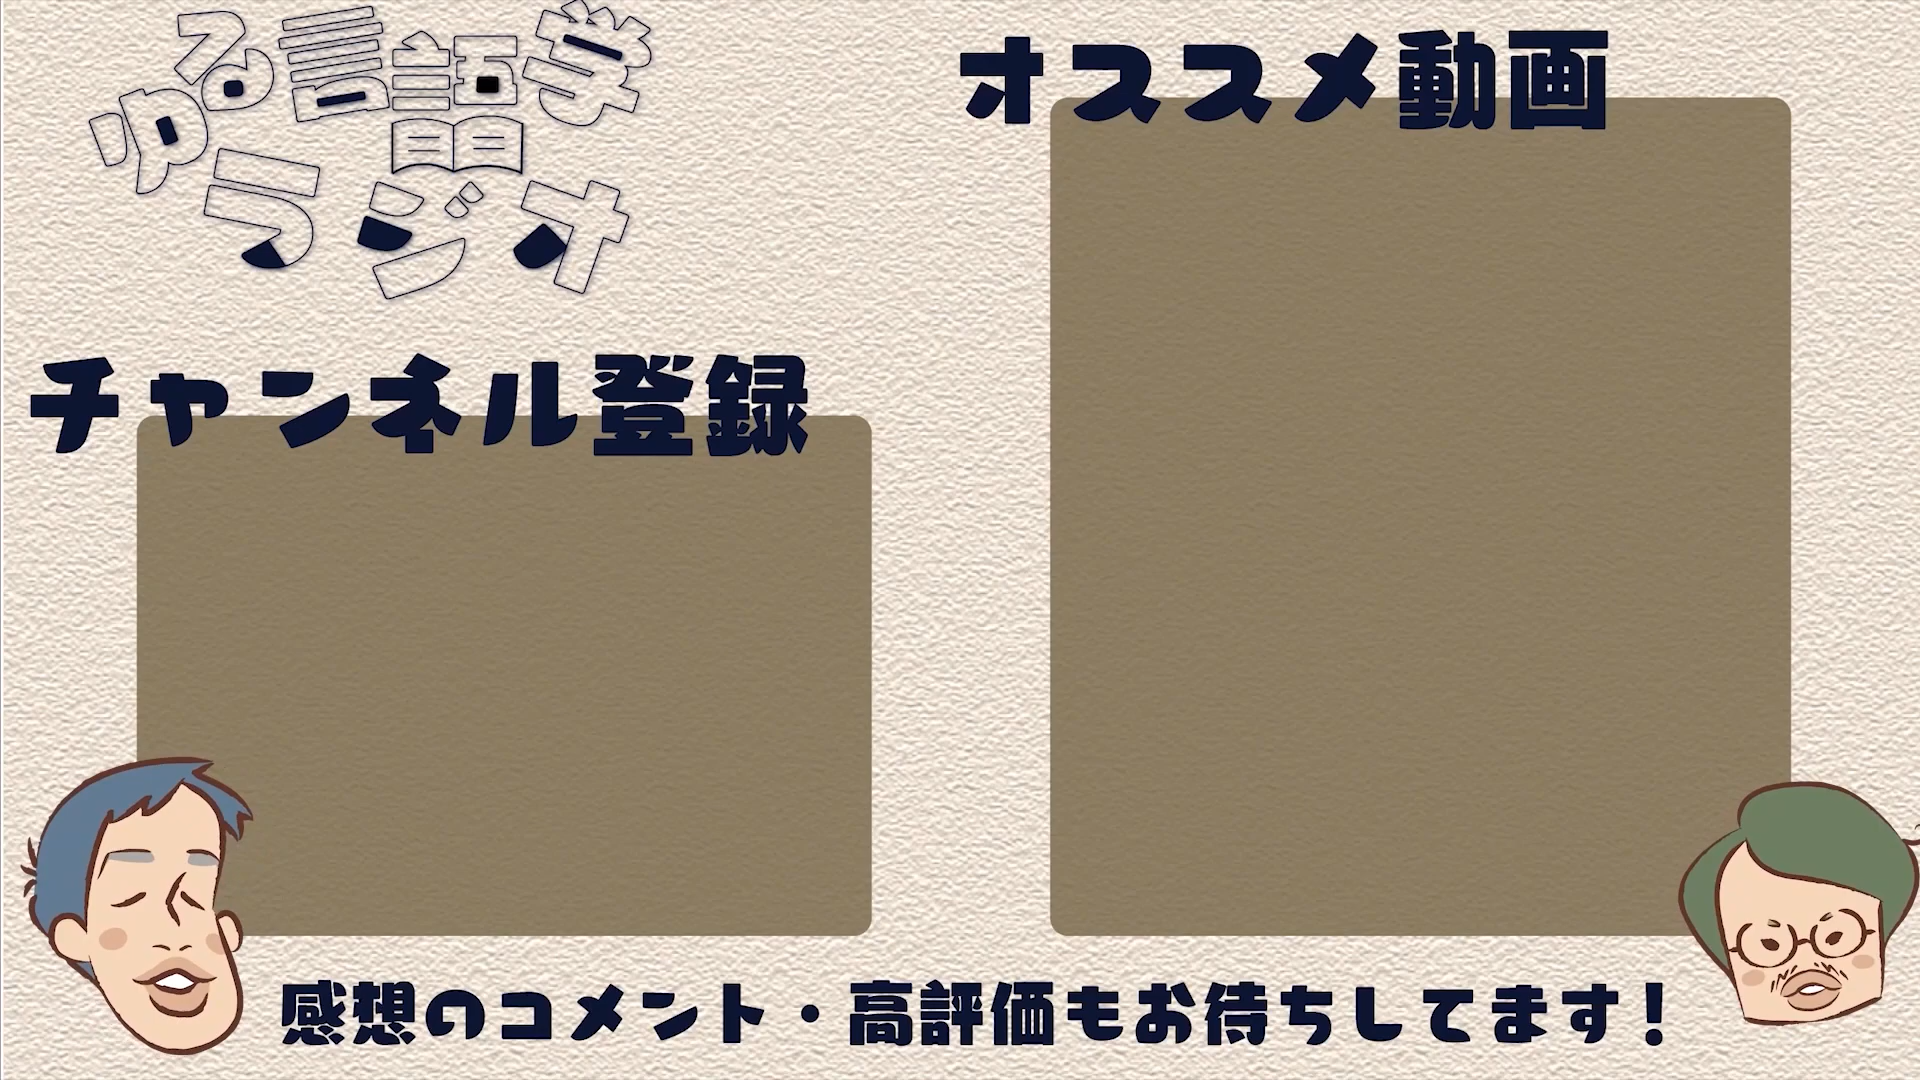 ゆる言語学
ラジオ
オススメ動画
チャンネル登録
感想のコメント・高評価もお待ちしてます!